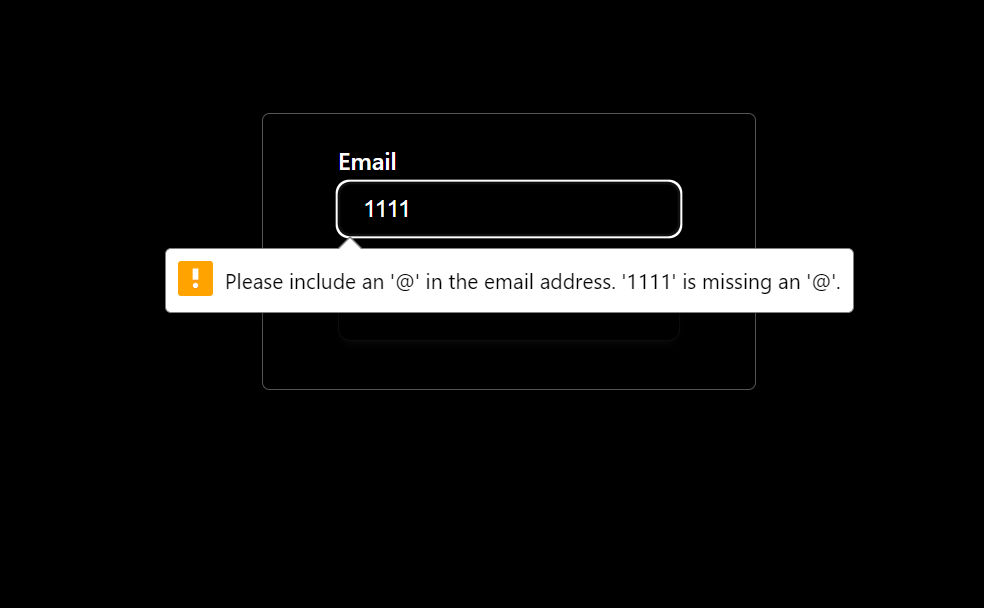 Email
1111
Please include an '@' in the email address. '1111' is missing an '@'.